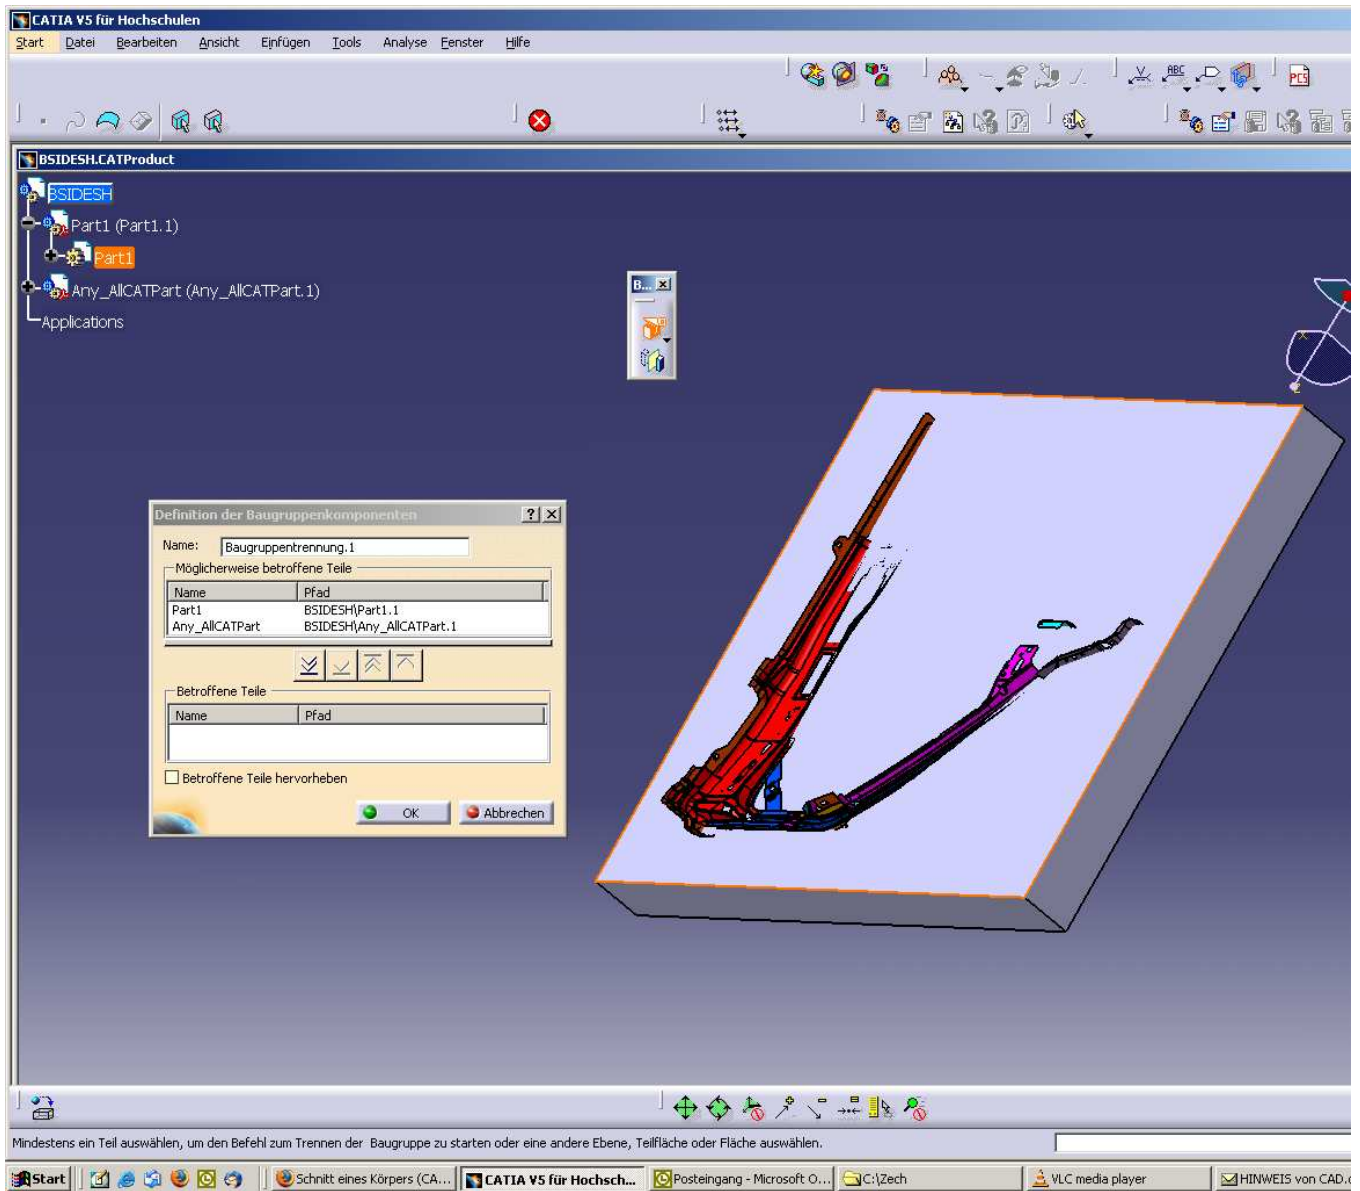 CATIA V5 für Hochschulen
Start Datei Bearbeiten Ansicht Einfügen Tools Analyse Fenster Hilfe
ABC
PCS
BSIDESH.CATProduct
BSIDESH
Part1 (Part1.1)
Part1
Any_AllCATPart (Any_AllCATPart.1)
Applications
B...
Definition der Baugruppenkomponenten
Name: Baugruppentrennung.1
Möglicherweise betroffene Teile
Name Pfad
Part1 BSIDESH\Part1.1
Any_AllCATPart BSIDESH\Any_AllCATPart.1
Betroffene Teile
Name Pfad
Betroffene Teile hervorheben
OK Abbrechen
Mindestens ein Teil auswählen, um den Befehl zum Trennen der Baugruppe zu starten oder eine andere Ebene, Teilfläche oder Fläche auswählen.
Start Schnitt eines Körpers (CA... CATIA V5 für Hochsch... Posteingang - Microsoft O... C:\Zech VLC media player HINWEIS von CAD.